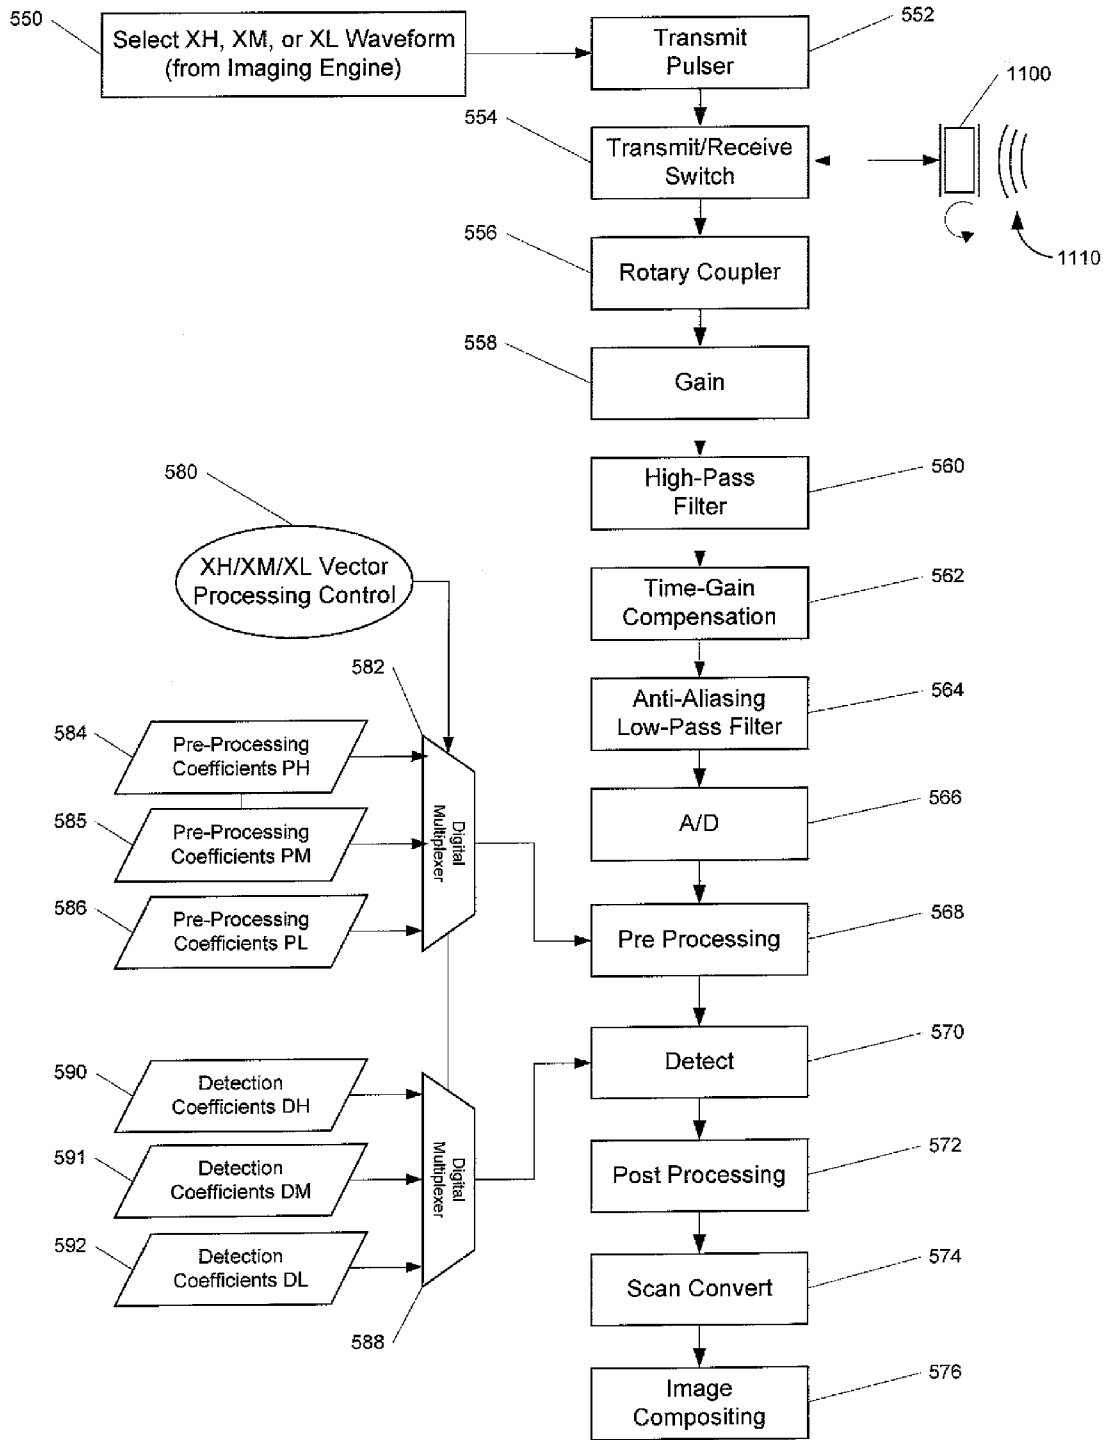 550
Select XH, XM, or XL Waveform
(from Imaging Engine)
Transmit
Pulser
552
554
Transmit/Receive
Switch
1100
1110
556
Rotary Coupler
558
Gain
High-Pass
Filter
560
580
XH/XM/XL Vector
Processing Control
Time-Gain
Compensation
562
582
Anti-Aliasing
Low-Pass Filter
564
584
Pre-Processing
Coefficients PH
585
Pre-Processing
Coefficients PM
586
Pre-Processing
Coefficients PL
Digital
Multiplexer
A/D
566
Pre Processing
568
Detect
570
590
Detection
Coefficients DH
591
Detection
Coefficients DM
592
Detection
Coefficients DL
Digital
Multiplexer
588
Post Processing
572
Scan Convert
574
Image
Compositing
576